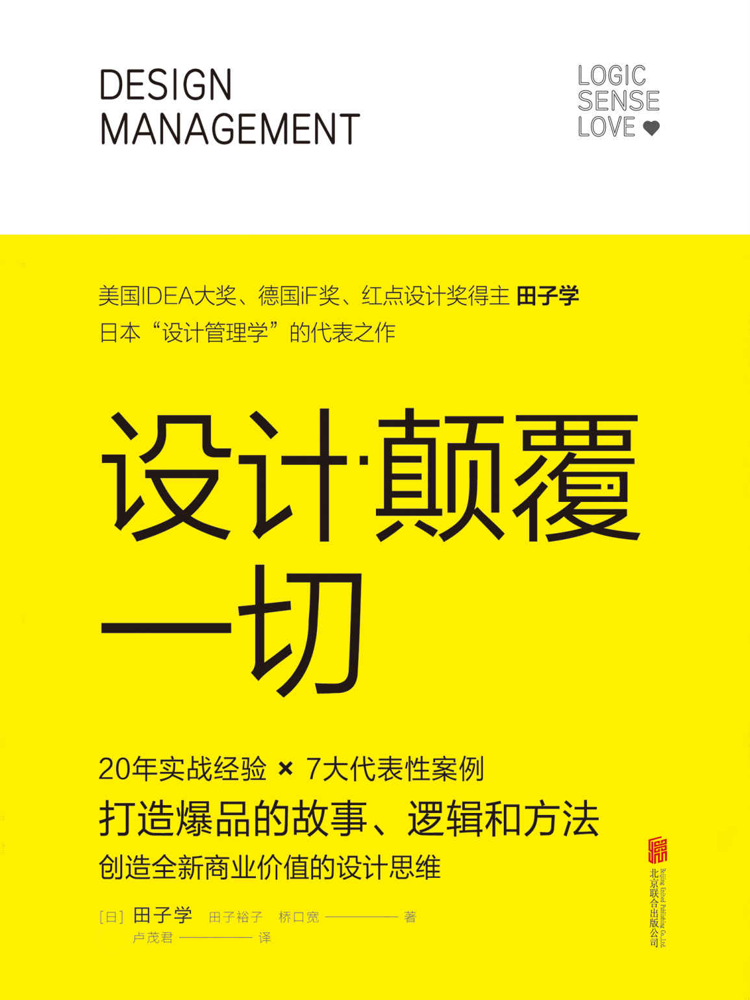 DESIGN
MANAGEMENT
LOGIC
SENSE
LOVE
美国IDEA大奖、德国iF奖、红点设计奖得主 田子学
日本“设计管理学”的代表之作
设计·颠覆
一切
20年实战经验 × 7大代表性案例
打造爆品的故事、逻辑和方法
创造全新商业价值的设计思维
[日] 田子学 田子裕子 桥口宽 ———— 著
卢茂君 ———— 译
北京联合出版公司
Beijing United Publishing Co.,Ltd.